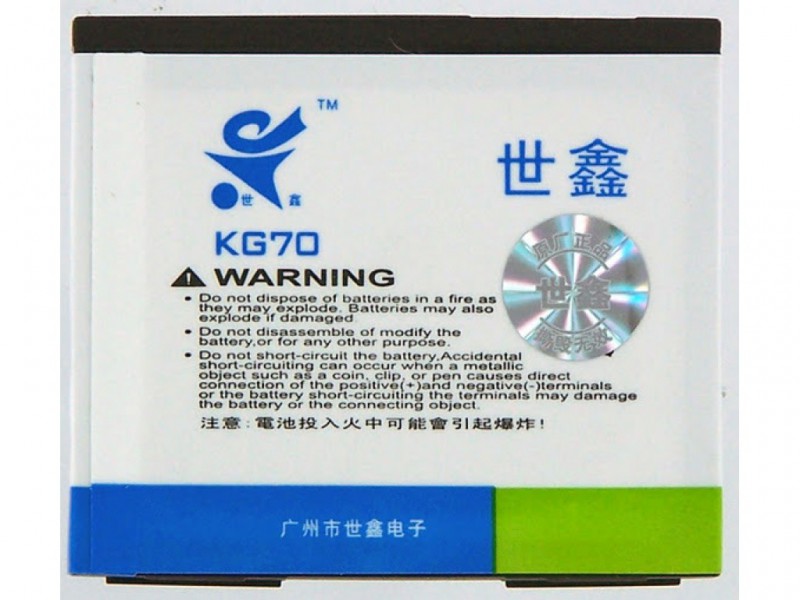 TM
世鑫
世鑫
KG70
原厂正品
世鑫
撕毁无效
WARNING
• Do not dispose of batteries in a fire as
they may explode. Batteries may also
explode if damaged.
• Do not disassemble of modify the
battery,or for any other purpose.
• Do not short-circuit the battery,Accidental
short-circuiting can occur when a metallic
object such as a coin, clip, or pen causes direct
connection of the positive(+)and negative(-)terminals
or the battery short-circuiting the terminals may damage
the battery or the connecting object.
注意:電池投入火中可能會引起爆炸!
广州市世鑫电子